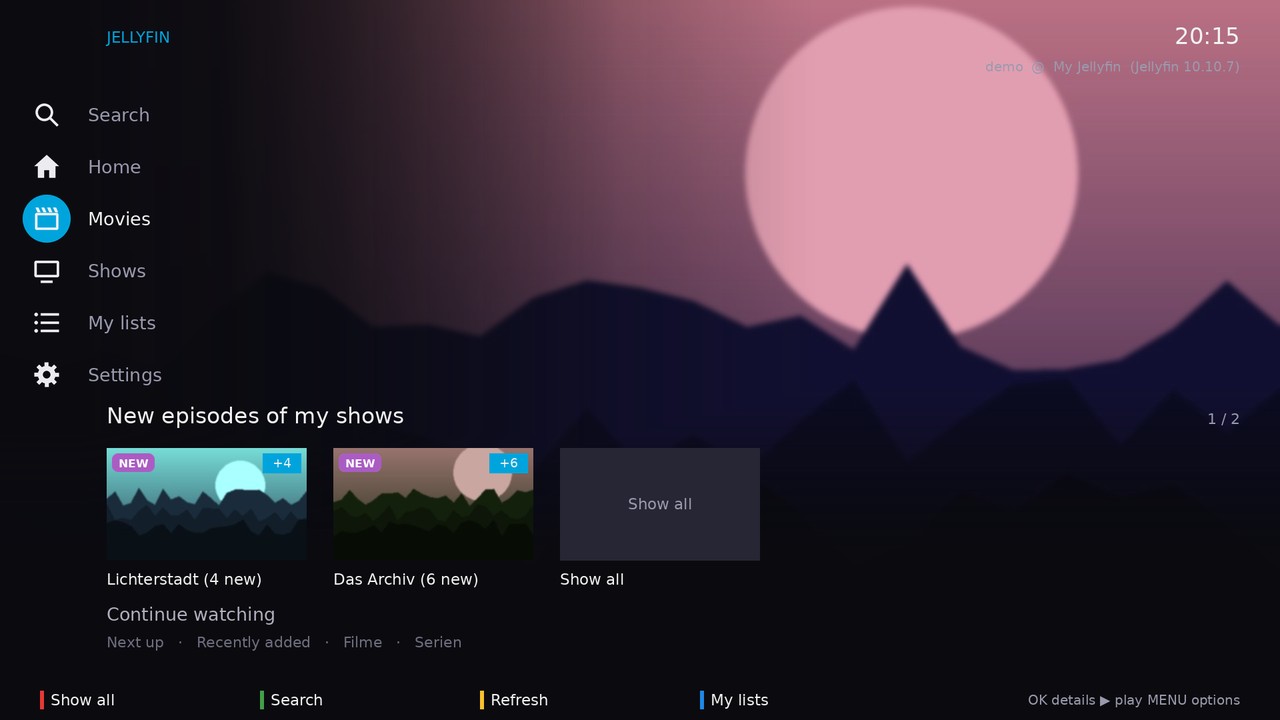 JELLYFIN
20:15
demo @ My Jellyfin (Jellyfin 10.10.7)
Search
Home
Movies
Shows
My lists
Settings
New episodes of my shows
1 / 2
NEW +4
NEW +6
Show all
Lichterstadt (4 new)
Das Archiv (6 new)
Show all
Continue watching
Next up · Recently added · Filme · Serien
Show all
Search
Refresh
My lists
OK details ▶ play MENU options